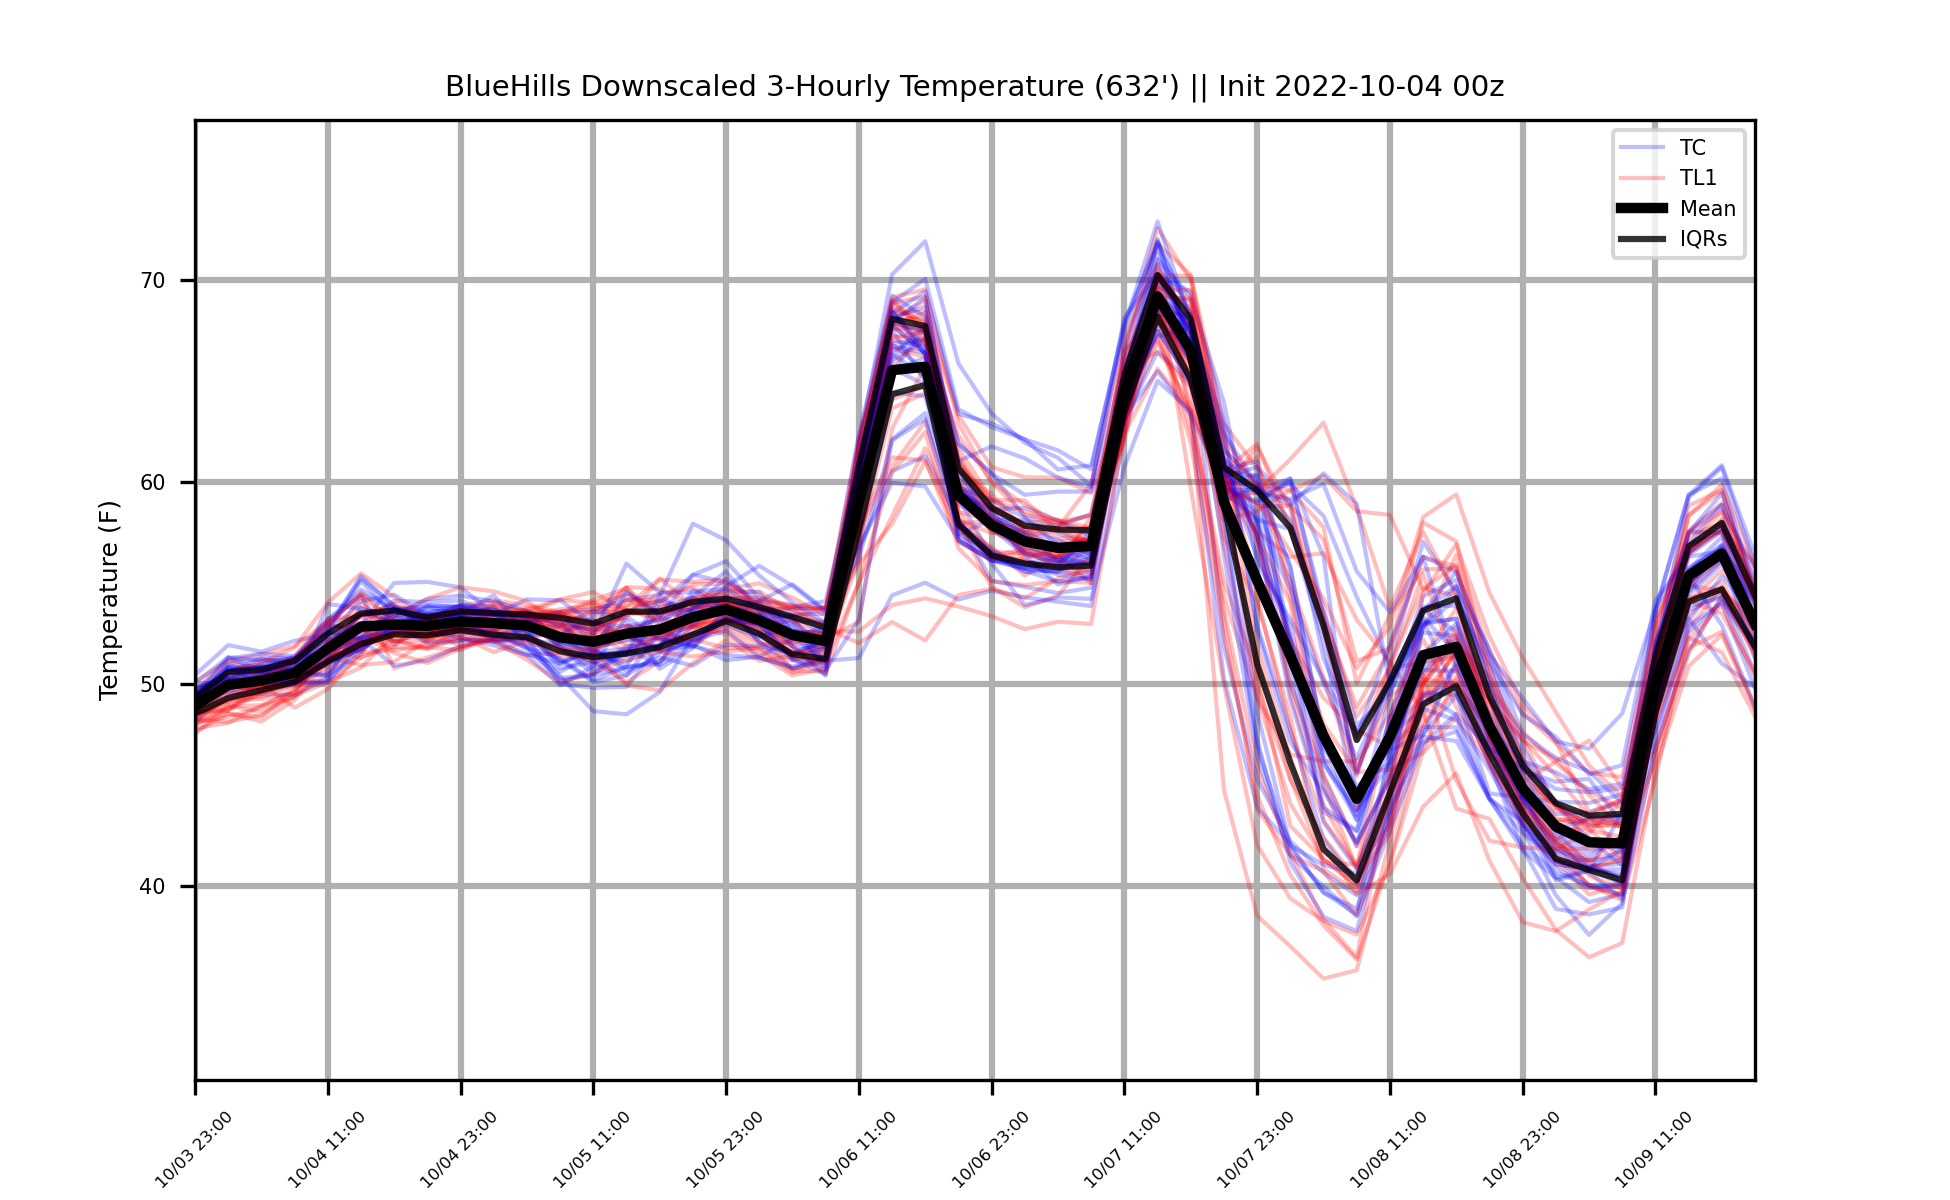 BlueHills Downscaled 3-Hourly Temperature (632') || Init 2022-10-04 00z
TC
TL1
Mean
IQRs
Temperature (F)
70
60
50
40
10/03 23:00
10/04 11:00
10/04 23:00
10/05 11:00
10/05 23:00
10/06 11:00
10/06 23:00
10/07 11:00
10/07 23:00
10/08 11:00
10/08 23:00
10/09 11:00